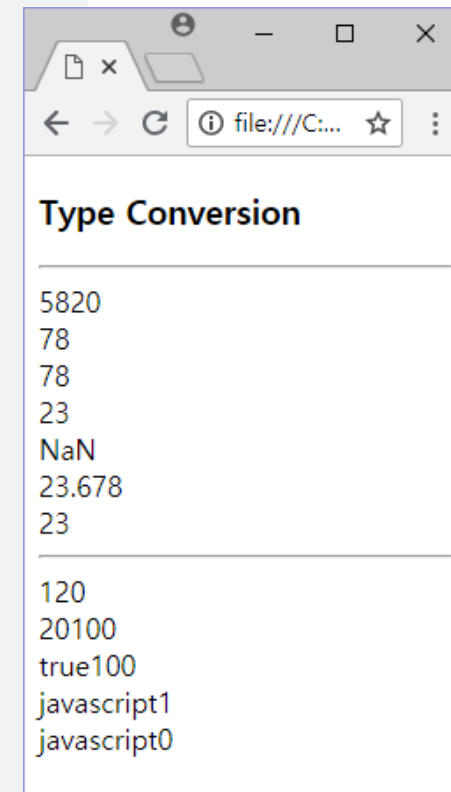 file:///C:...
Type Conversion
5820
78
78
23
NaN
23.678
23
120
20100
true100
javascript1
javascript0